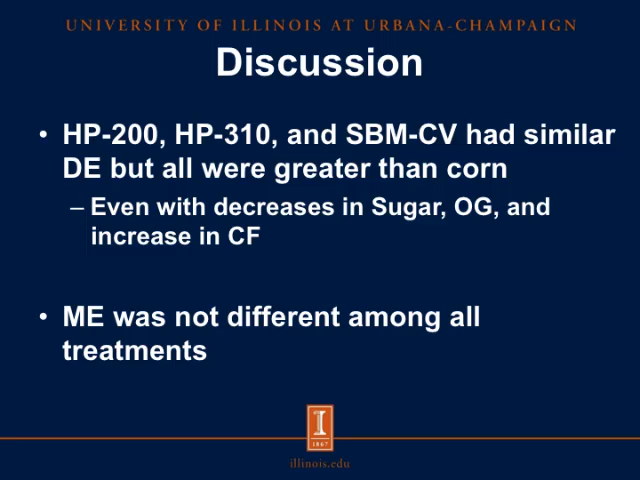 UNIVERSITY OF ILLINOIS AT URBANA-CHAMPAIGN
Discussion
• HP-200, HP-310, and SBM-CV had similar
DE but all were greater than corn
– Even with decreases in Sugar, OG, and
increase in CF
• ME was not different among all
treatments
I
1867
illinois.edu